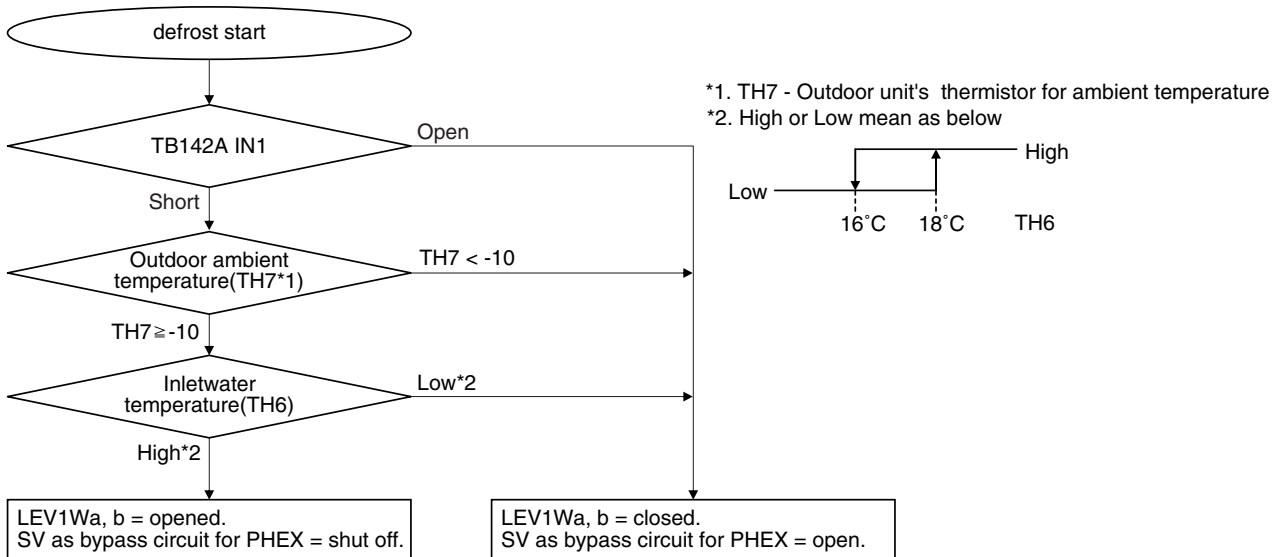 defrost start
*1. TH7 - Outdoor unit's thermistor for ambient temperature
*2. High or Low mean as below
TB142A IN1
Open
High
Low
16˚C
18˚C
TH6
Short
Outdoor ambient
temperature(TH7*1)
TH7 < -10
TH7≧-10
Inletwater
temperature(TH6)
Low*2
High*2
LEV1Wa, b = opened.
SV as bypass circuit for PHEX = shut off.
LEV1Wa, b = closed.
SV as bypass circuit for PHEX = open.